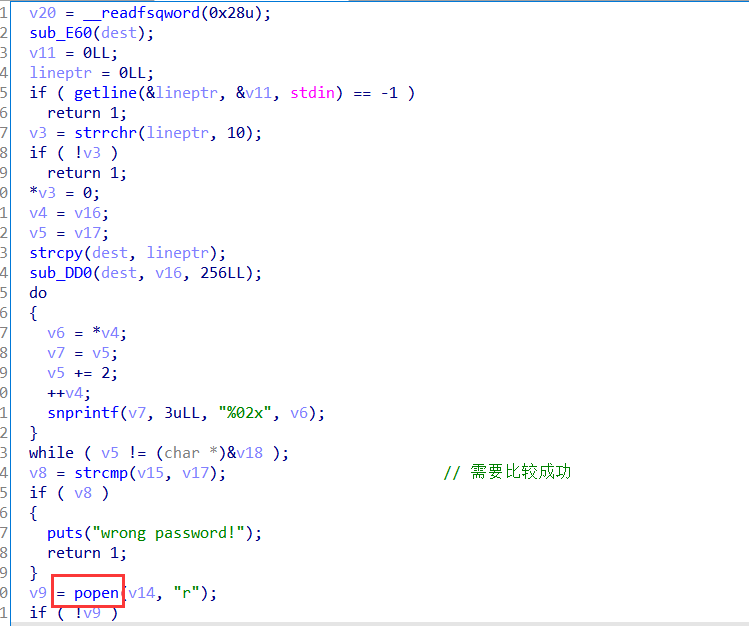 1 v20 = __readfsqword(0x28u);
2 sub_E60(dest);
3 v11 = 0LL;
4 lineptr = 0LL;
5 if ( getline(&lineptr, &v11, stdin) == -1 )
6 return 1;
7 v3 = strrchr(lineptr, 10);
8 if ( !v3 )
9 return 1;
0 *v3 = 0;
1 v4 = v16;
2 v5 = v17;
3 strcpy(dest, lineptr);
4 sub_DD0(dest, v16, 256LL);
5 do
6 {
7 v6 = *v4;
8 v7 = v5;
9 v5 += 2;
0 ++v4;
1 snprintf(v7, 3uLL, "%02x", v6);
2 }
3 while ( v5 != (char *)&v18 );
4 v8 = strcmp(v15, v17); // 需要比较成功
5 if ( v8 )
6 {
7 puts("wrong password!");
8 return 1;
9 }
0 v9 = popen(v14, "r");
1 if ( !v9 )